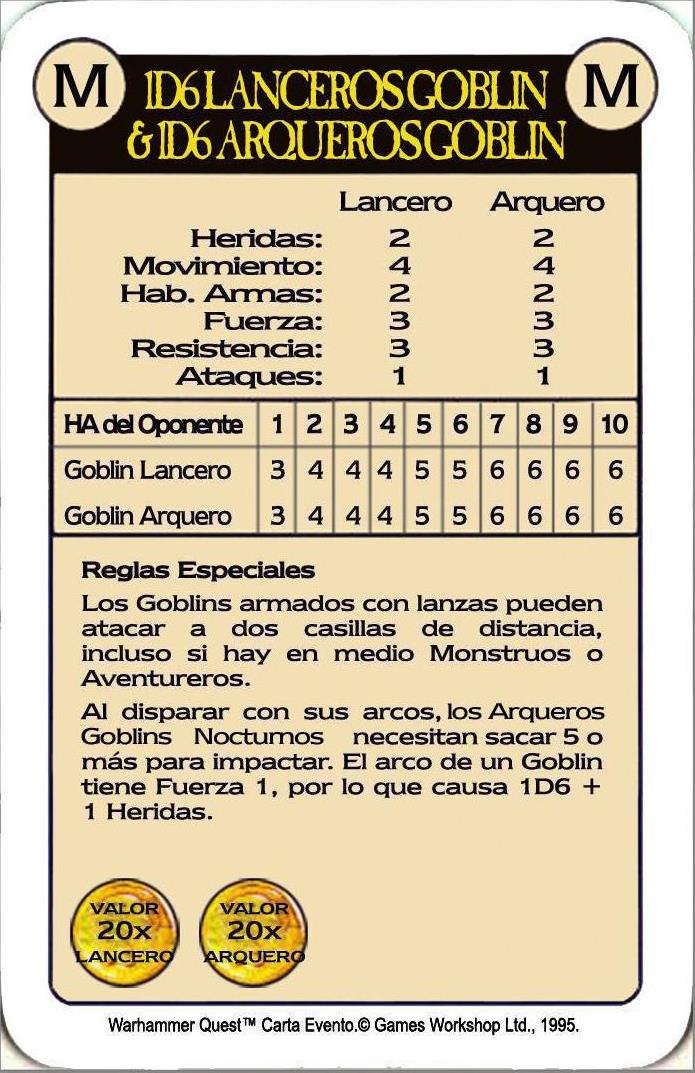 M 1D6 LANCEROS GOBLIN M
& 1D6 ARQUEROS GOBLIN
Lancero Arquero
Heridas: 2 2
Movimiento: 4 4
Hab. Armas: 2 2
Fuerza: 3 3
Resistencia: 3 3
Ataques: 1 1
HA del Oponente 1 2 3 4 5 6 7 8 9 10
Goblin Lancero 3 4 4 4 5 5 6 6 6 6
Goblin Arquero 3 4 4 4 5 5 6 6 6 6
Reglas Especiales
Los Goblins armados con lanzas pueden
atacar a dos casillas de distancia,
incluso si hay en medio Monstruos o
Aventureros.
Al disparar con sus arcos, los Arqueros
Goblins Nocturnos necesitan sacar 5 o
más para impactar. El arco de un Goblin
tiene Fuerza 1, por lo que causa 1D6 +
1 Heridas.
VALOR
20x
LANCERO
VALOR
20x
ARQUERO
Warhammer Quest™ Carta Evento.© Games Workshop Ltd., 1995.